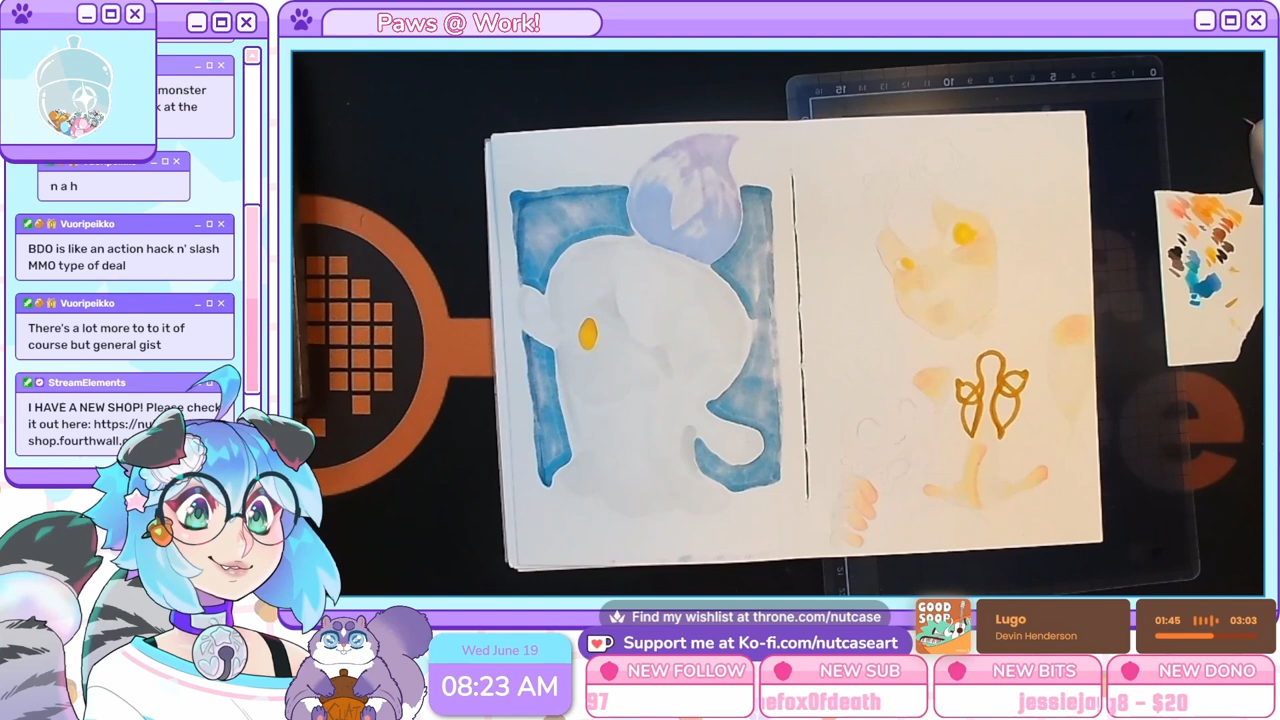 Paws @ Work!
monster
k at the
n a h
Vuoripeikko
BDO is like an action hack n' slash
MMO type of deal
Vuoripeikko
There's a lot more to to it of
course but general gist
StreamElements
I HAVE A NEW SHOP! Please check
it out here: https://nu
shop.fourthwall.c
Wed June 19
08:23 AM
Find my wishlist at throne.com/nutcase
Support me at Ko-fi.com/nutcaseart
GOOD
SOUP
Lugo
Devin Henderson
01:45
03:03
NEW FOLLOW
97
NEW SUB
efox0fdeath
NEW BITS
jessiejo
NEW DONO
18 - $20